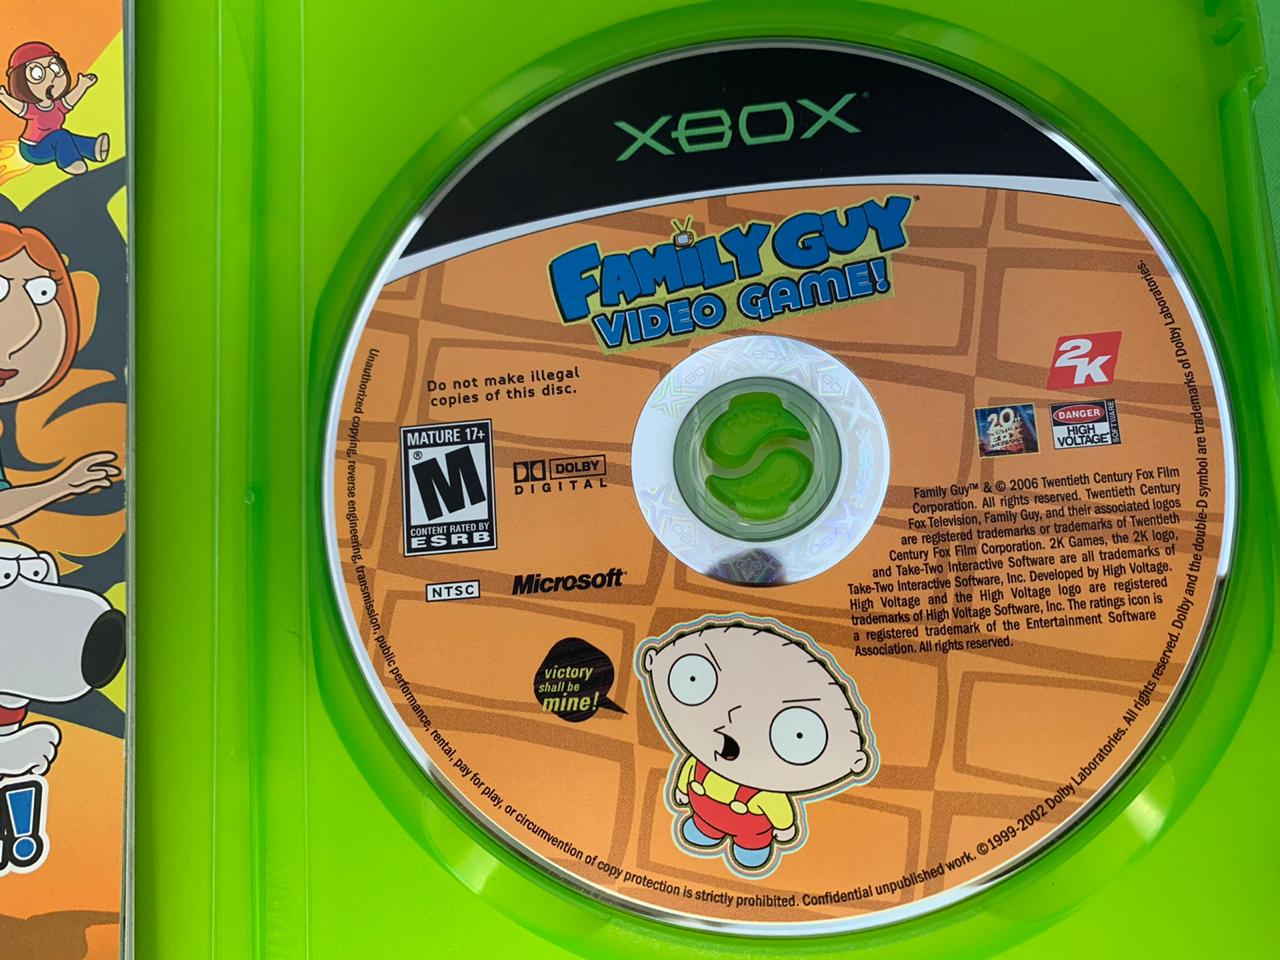 XBOX
FAMILY GUY™
VIDEO GAME!
Do not make illegal
copies of this disc.
MATURE 17+
M®
CONTENT RATED BY
ESRB
DOLBY
DIGITAL
NTSC
Microsoft
victory
shall be
mine!
PUSH
2K
20th
DANGER
HIGH
VOLTAGE
SOFTWARE
Family Guy™ & © 2006 Twentieth Century Fox Film
Corporation. All rights reserved. Twentieth Century
Fox Television, Family Guy, and their associated logos
are registered trademarks or trademarks of Twentieth
Century Fox Film Corporation. 2K Games, the 2K logo,
and Take-Two Interactive Software are all trademarks of
Take-Two Interactive Software, Inc. Developed by High Voltage.
High Voltage and the High Voltage logo are registered
trademarks of High Voltage Software, Inc. The ratings icon is
a registered trademark of the Entertainment Software
Association. All rights reserved.
Unauthorized copying, reverse engineering, transmission, public performance, rental, pay for play, or circumvention of copy protection is strictly prohibited. Confidential unpublished work. ©1999-2002 Dolby Laboratories. All rights reserved. Dolby and the double-D symbol are trademarks of Dolby Laboratories.
!